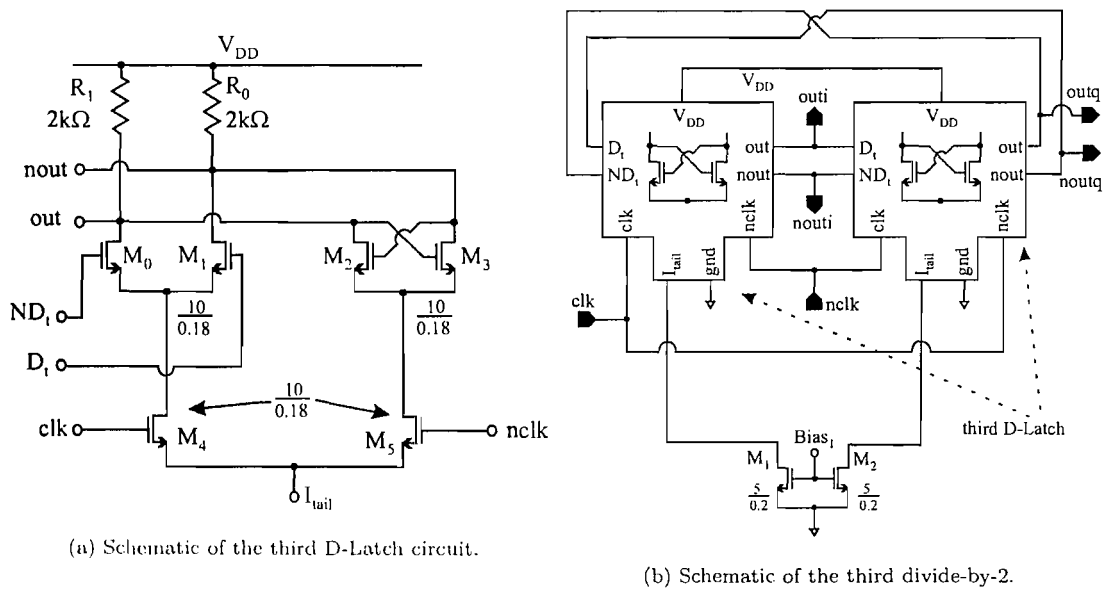 V_DD
R_1
R_0
2kΩ
2kΩ
nout
out
M_0
M_1
M_2
M_3
10
0.18
10
0.18
ND_t
D_t
10
0.18
clk
M_4
M_5
nclk
I_tail
(a) Schematic of the third D-Latch circuit.
V_DD
outi
outq
V_DD
V_DD
D_t
out
D_t
out
ND_t
nout
ND_t
nout
noutq
clk
nclk
nouti
clk
nclk
I_tail
gnd
I_tail
gnd
clk
nclk
third D-Latch
Bias_1
M_1
M_2
5
0.2
5
0.2
(b) Schematic of the third divide-by-2.